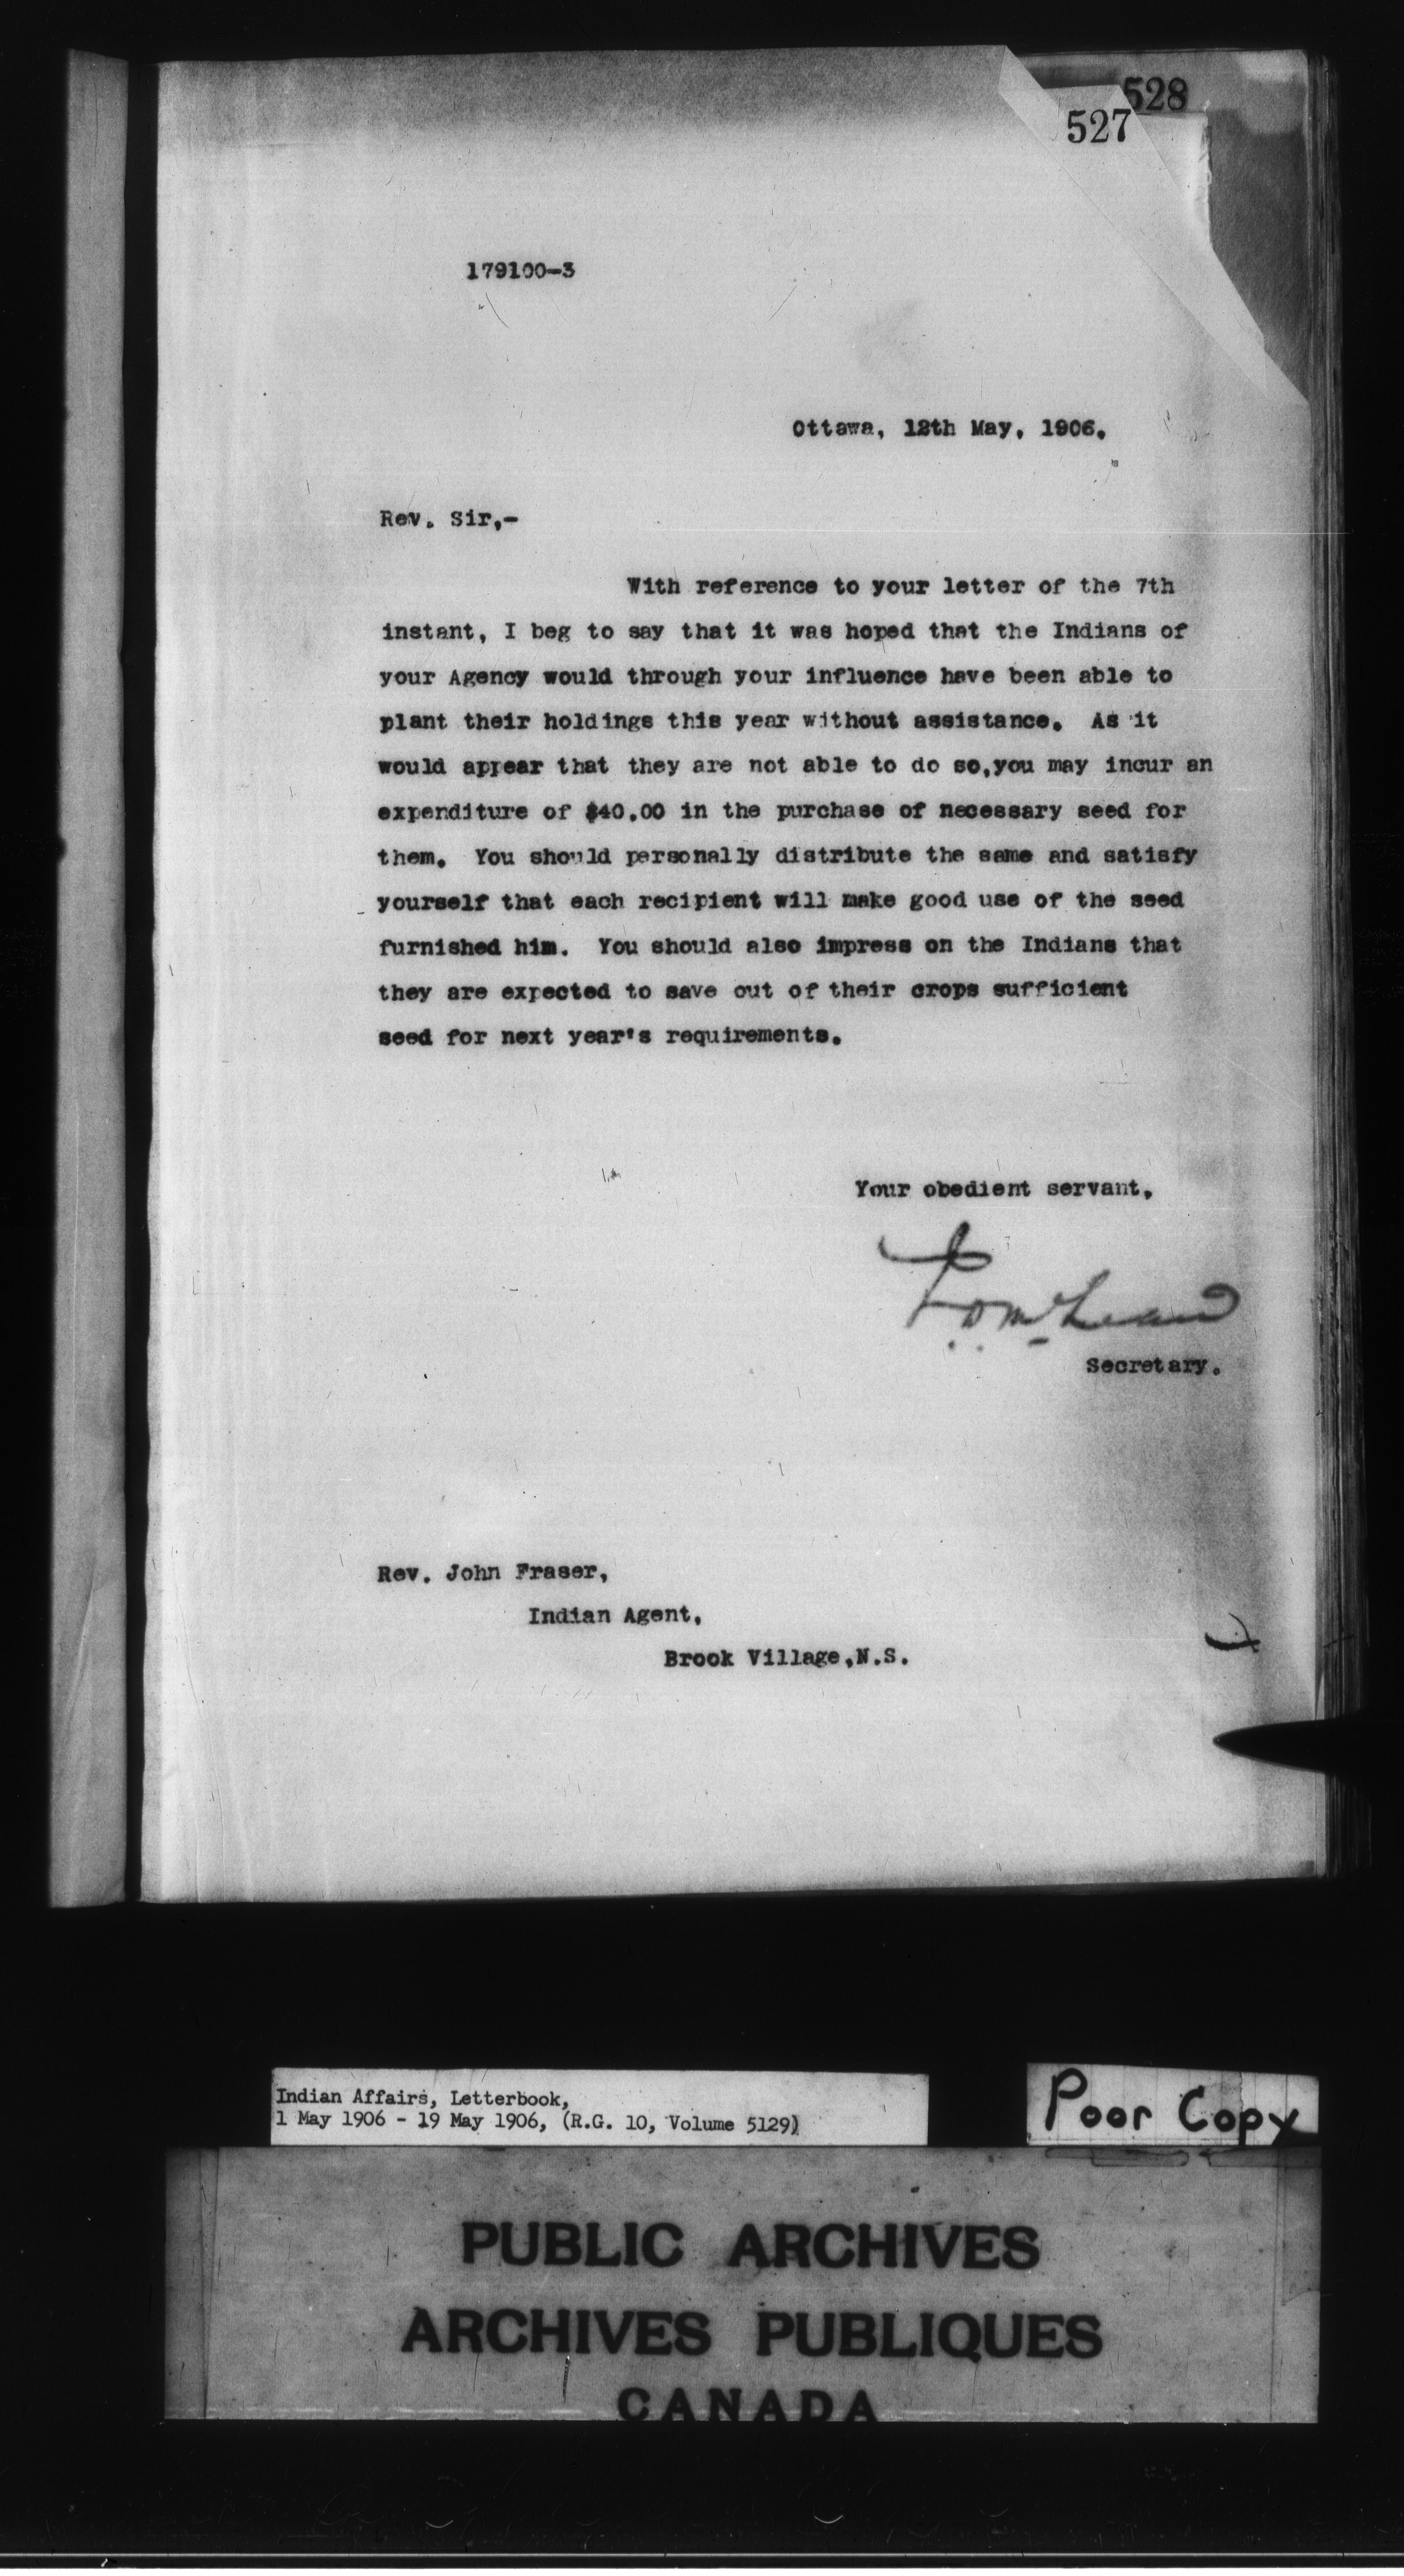 528
527
179100-3
Ottawa, 12th May, 1906.
Rev. Sir,-
With reference to your letter of the 7th
instant, I beg to say that it was hoped that the Indians of
your Agency would through your influence have been able to
plant their holdings this year without assistance. As it
would appear that they are not able to do so,you may incur an
expenditure of $40.00 in the purchase of necessary seed for
them. You should personally distribute the same and satisfy
yourself that each recipient will make good use of the seed
furnished him. You should also impress on the Indians that
they are expected to save out of their crops sufficient
seed for next year's requirements.
Your obedient servant,
J.D. McLean
Secretary.
Rev. John Fraser,
Indian Agent,
Brook Village,N.S.
Indian Affairs, Letterbook,
1 May 1906 - 19 May 1906, (R.G. 10, Volume 5129)
Poor Copy
PUBLIC ARCHIVES
ARCHIVES PUBLIQUES
CANADA